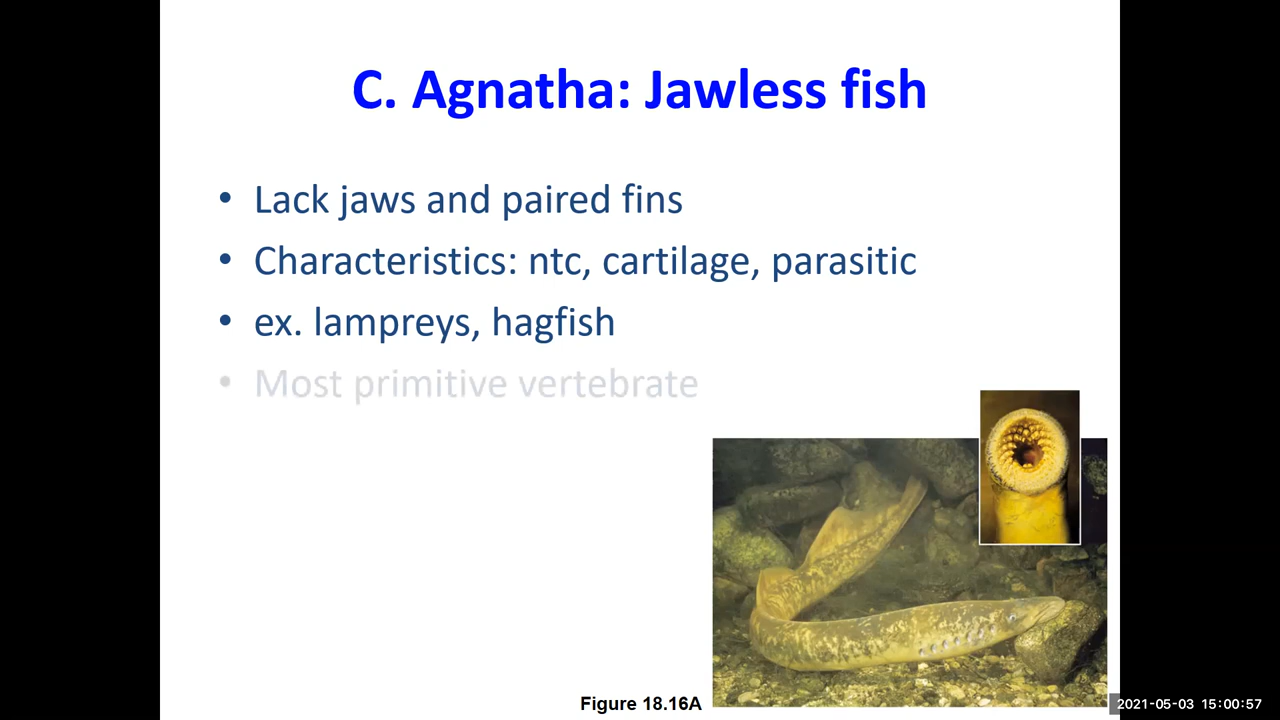 C. Agnatha: Jawless fish
• Lack jaws and paired fins
• Characteristics: ntc, cartilage, parasitic
• ex. lampreys, hagfish
• Most primitive vertebrate
Figure 18.16A
2021-05-03 15:00:57